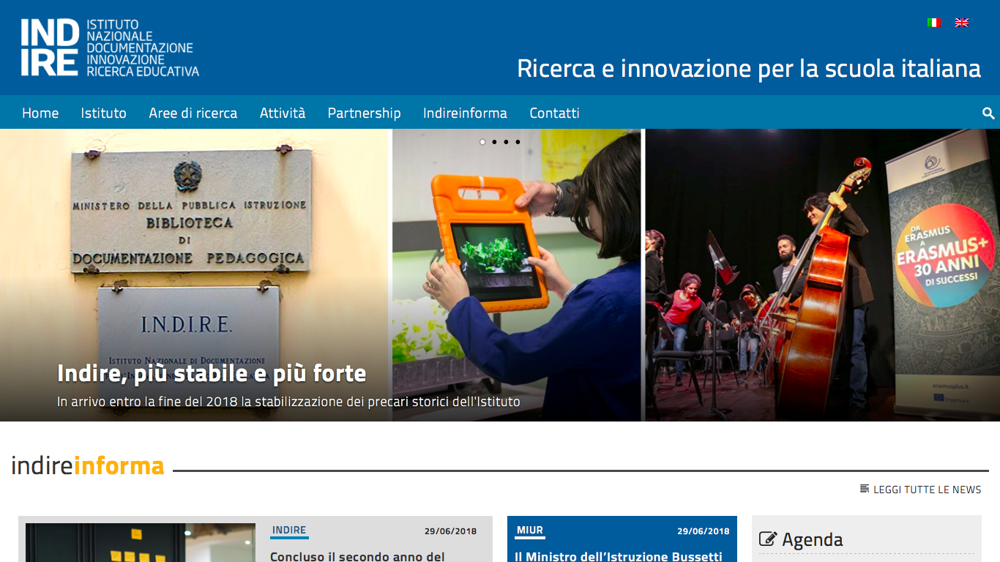 IND
IRE
ISTITUTO
NAZIONALE
DOCUMENTAZIONE
INNOVAZIONE
RICERCA EDUCATIVA
Ricerca e innovazione per la scuola italiana
Home Istituto Aree di ricerca Attività Partnership Indireinforma Contatti
MINISTERO DELLA PUBBLICA ISTRUZIONE
BIBLIOTECA
DI
DOCUMENTAZIONE PEDAGOGICA
I.N.D.I.R.E.
ISTITUTO NAZIONALE DI DOCUMENTAZIONE
DA
ERASMUS
A
ERASMUS+
30 ANNI
DI SUCCESSI
erasmusplus.it
Erasmus+
Indire, più stabile e più forte
In arrivo entro la fine del 2018 la stabilizzazione dei precari storici dell'Istituto
indireinforma
LEGGI TUTTE LE NEWS
INDIRE 29/06/2018
Concluso il secondo anno del
MIUR 29/06/2018
Il Ministro dell'Istruzione Bussetti
Agenda